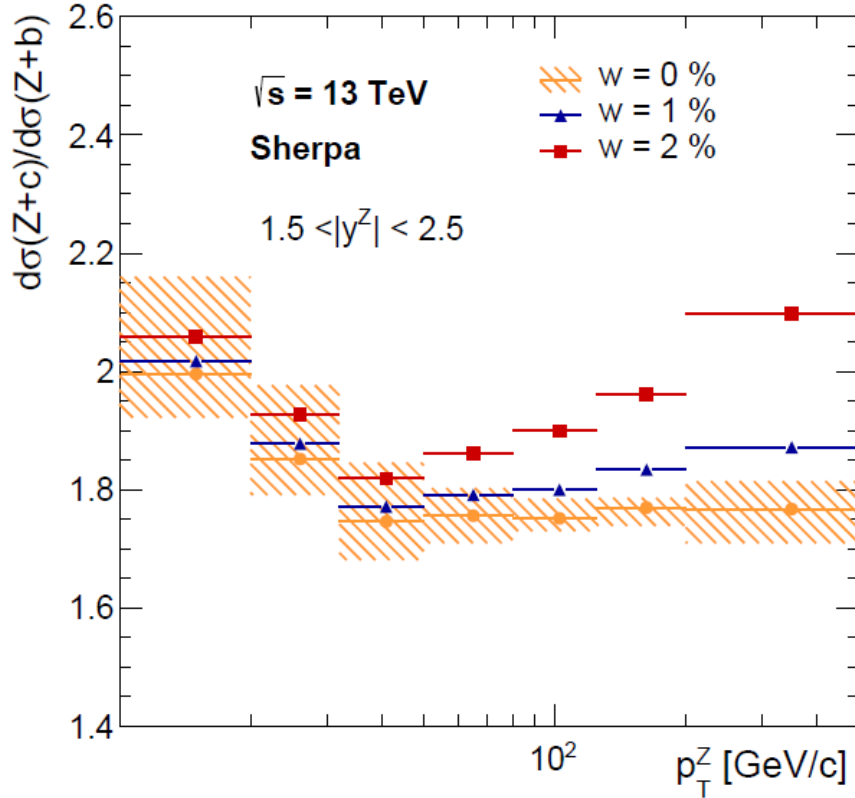 dσ(Z+c)/dσ(Z+b)
2.6
2.4
2.2
2
1.8
1.6
1.4
√s = 13 TeV
Sherpa
1.5 <|y^Z| < 2.5
w = 0 %
w = 1 %
w = 2 %
10²
p_T^Z [GeV/c]